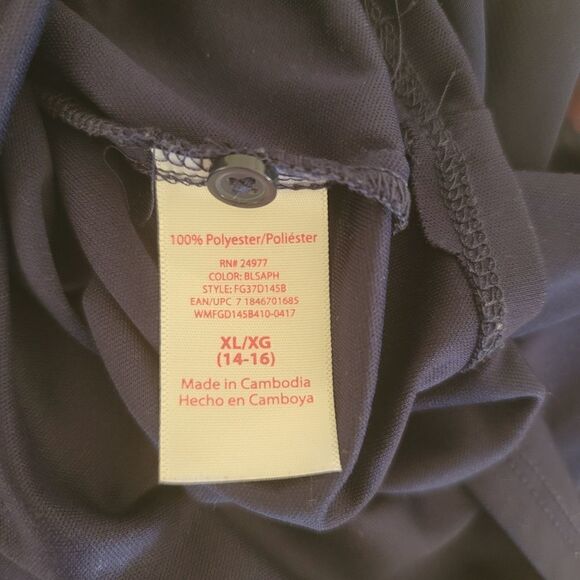 100% Polyester/Poliéster
RN# 24977
COLOR: BLSAPH
STYLE: FG37D145B
EAN/UPC 7 1846701685
WMFGD145B410-0417
XL/XG
(14-16)
Made in Cambodia
Hecho en Camboya